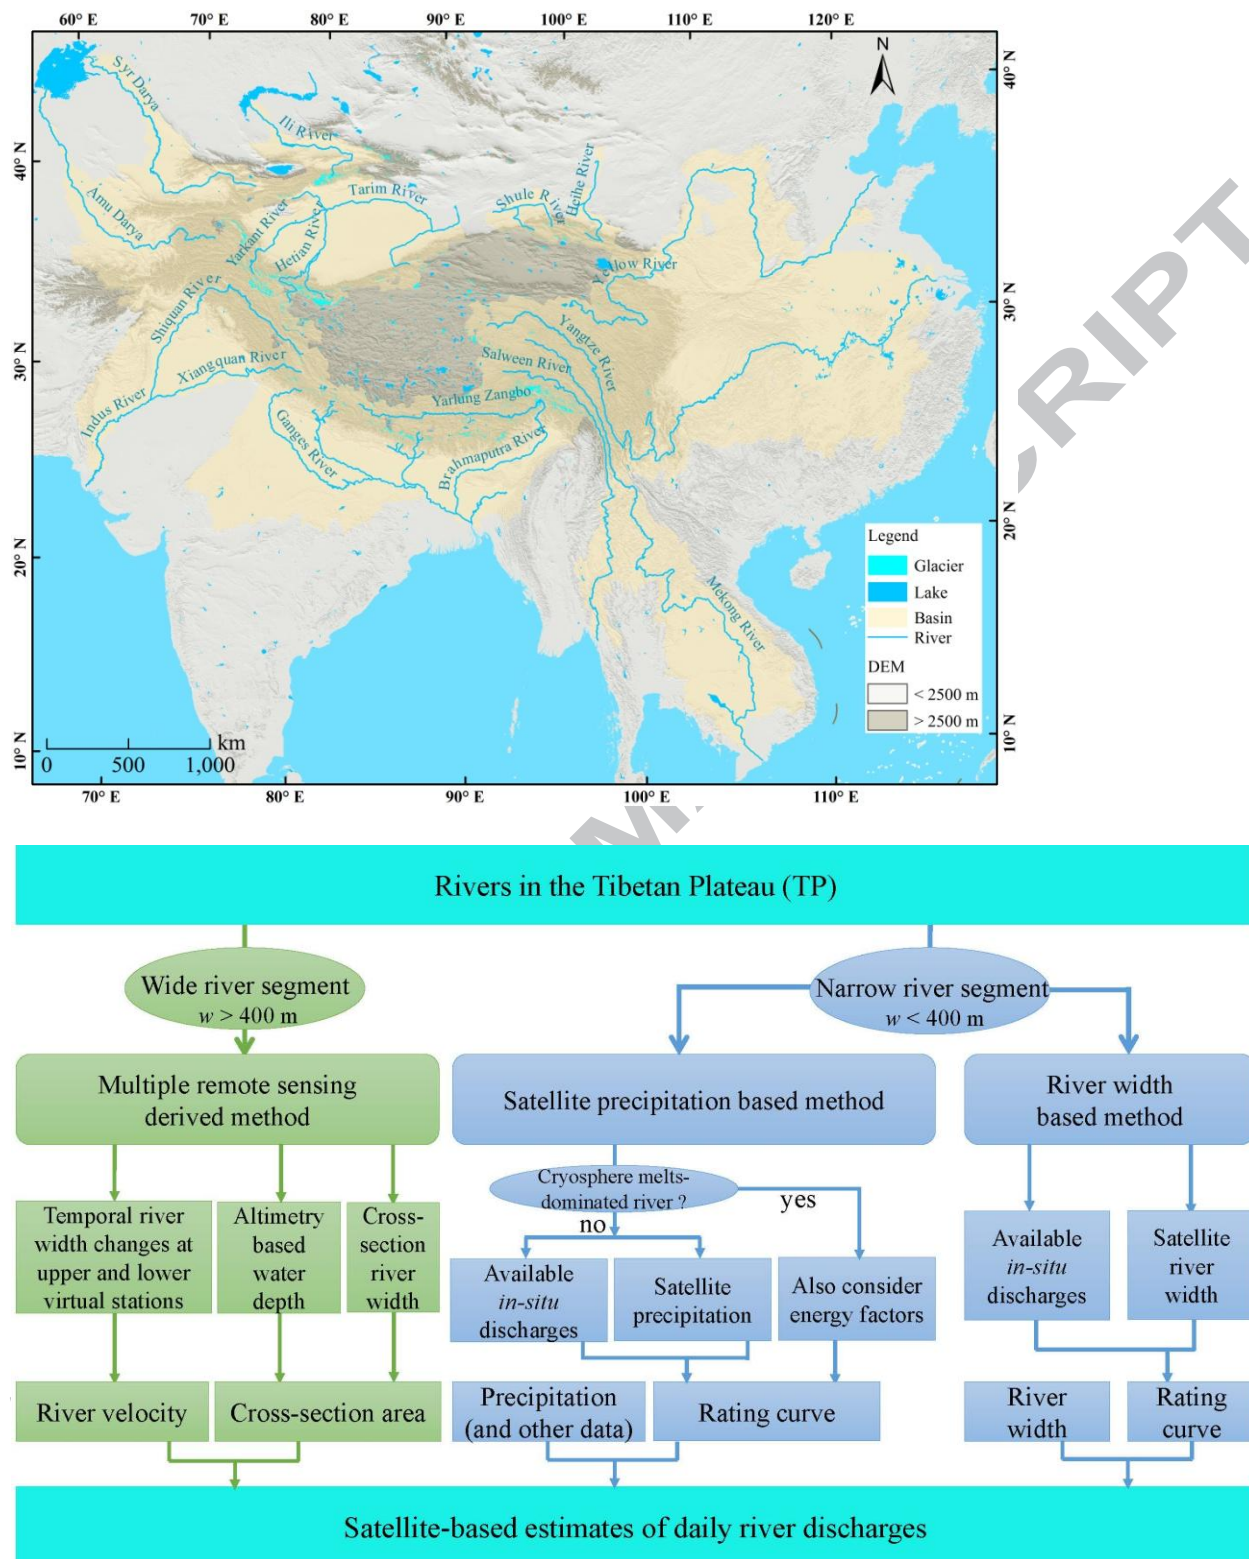 60° E 70° E 80° E 90° E 100° E 110° E 120° E
40° N
30° N
20° N
10° N
40° N
30° N
20° N
10° N
N
Syr Darya
Ili River
Amu Darya
Yarkant River
Hetian River
Tarim River
Shule River
Heihe River
Yellow River
Shiquan River
Xiangquan River
Indus River
Ganges River
Yarlung Zangbo
Brahmaputra River
Salween River
Yangtze River
Mekong River
Legend
Glacier
Lake
Basin
River
DEM
< 2500 m
> 2500 m
km
0 500 1,000
70° E 80° E 90° E 100° E 110° E
CRIPT
M
Rivers in the Tibetan Plateau (TP)
Wide river segment
w > 400 m
Narrow river segment
w < 400 m
Multiple remote sensing
derived method
Satellite precipitation based method
River width
based method
Cryosphere melts-
dominated river ?
yes
no
Temporal river
width changes at
upper and lower
virtual stations
Altimetry
based
water
depth
Cross-
section
river
width
Available
in-situ
discharges
Satellite
precipitation
Also consider
energy factors
Available
in-situ
discharges
Satellite
river
width
River velocity
Cross-section area
Precipitation
(and other data)
Rating curve
River
width
Rating
curve
Satellite-based estimates of daily river discharges